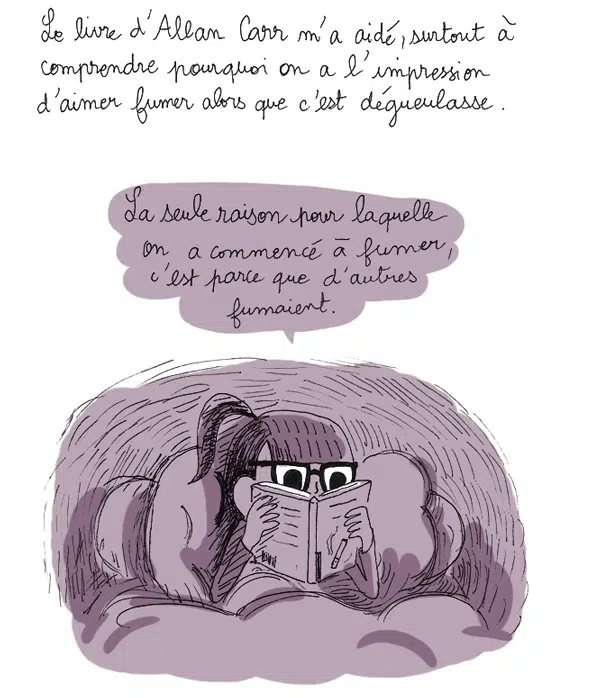 Le livre d'Allan Carr m'a aidé, surtout à
comprendre pourquoi on a l'impression
d'aimer fumer alors que c'est dégueulasse.
La seule raison pour laquelle
on a commencé à fumer,
c'est parce que d'autres
fumaient.